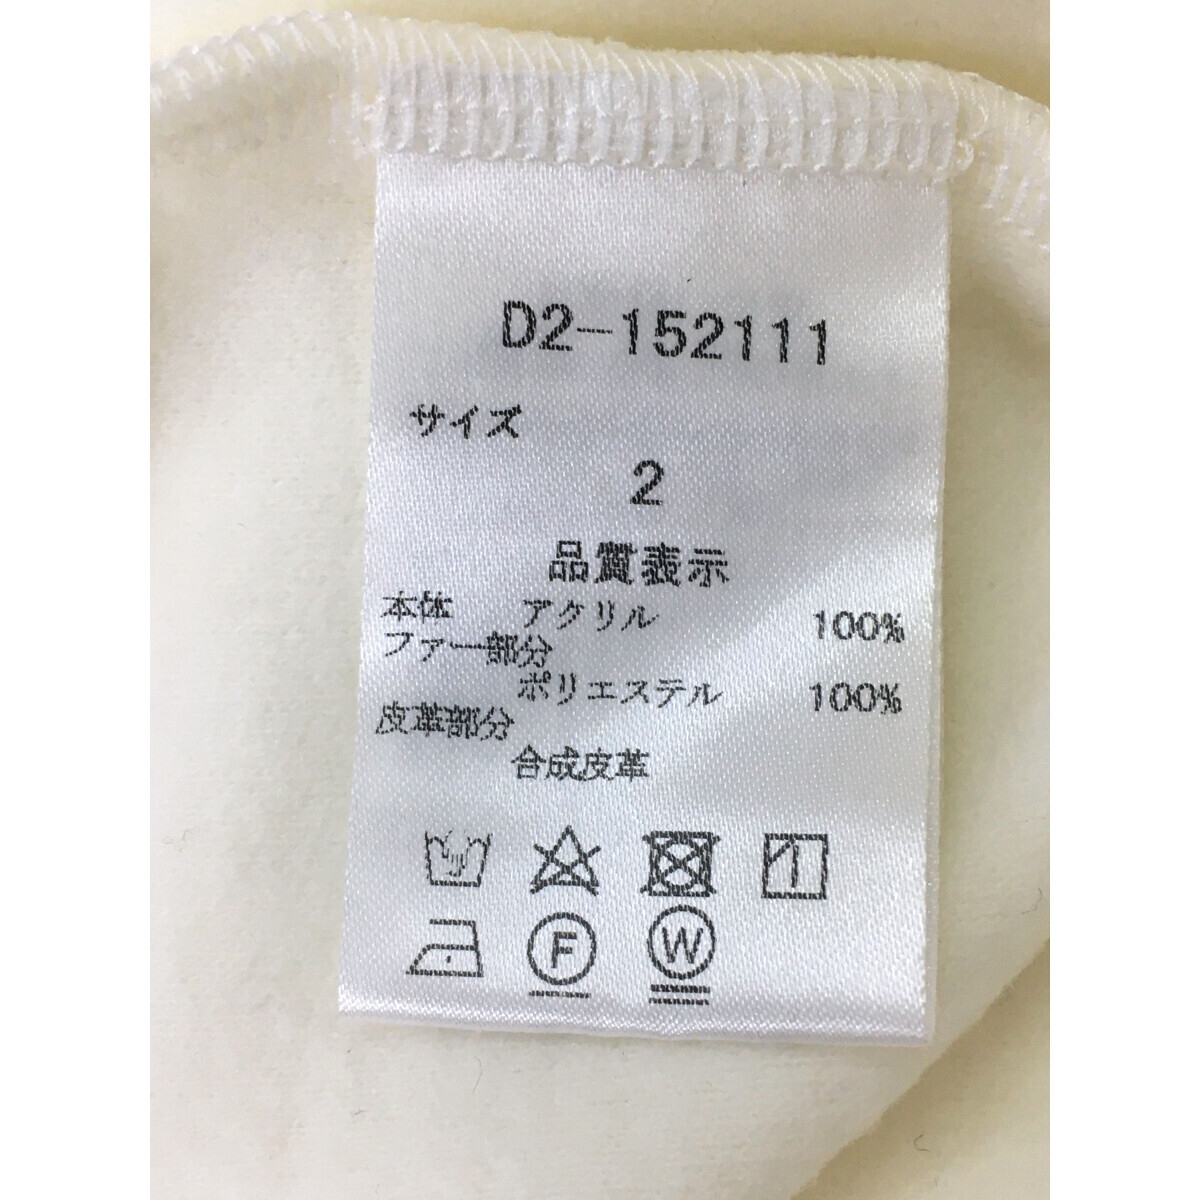 D2-152111
サイズ
2
品質表示
本体 アクリル 100%
ファー部分
ポリエステル 100%
皮革部分
合成皮革
F W